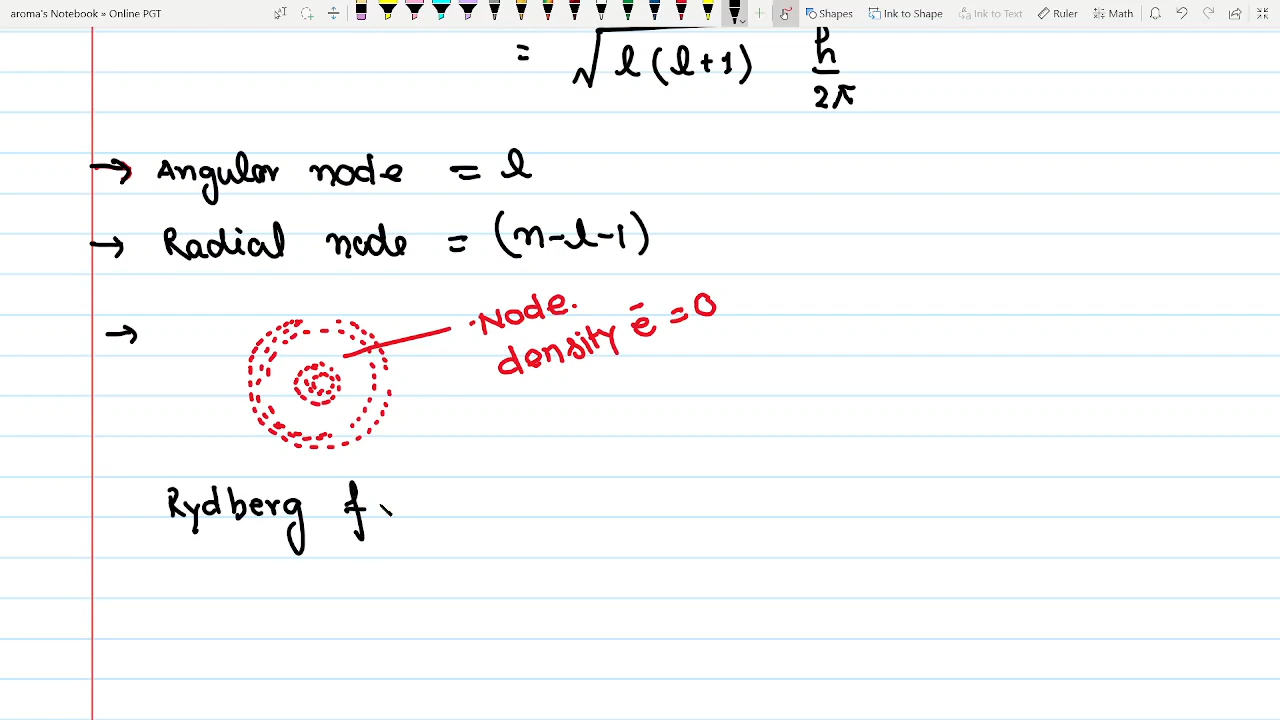 aroma's Notebook » Online PGT
Shapes Ink to Shape Ink to Text Ruler Math
= √l(l+1) h/2π
→ Angular node = l
→ Radial node = (n-l-1)
→ Node.
density ē = 0
Rydberg f